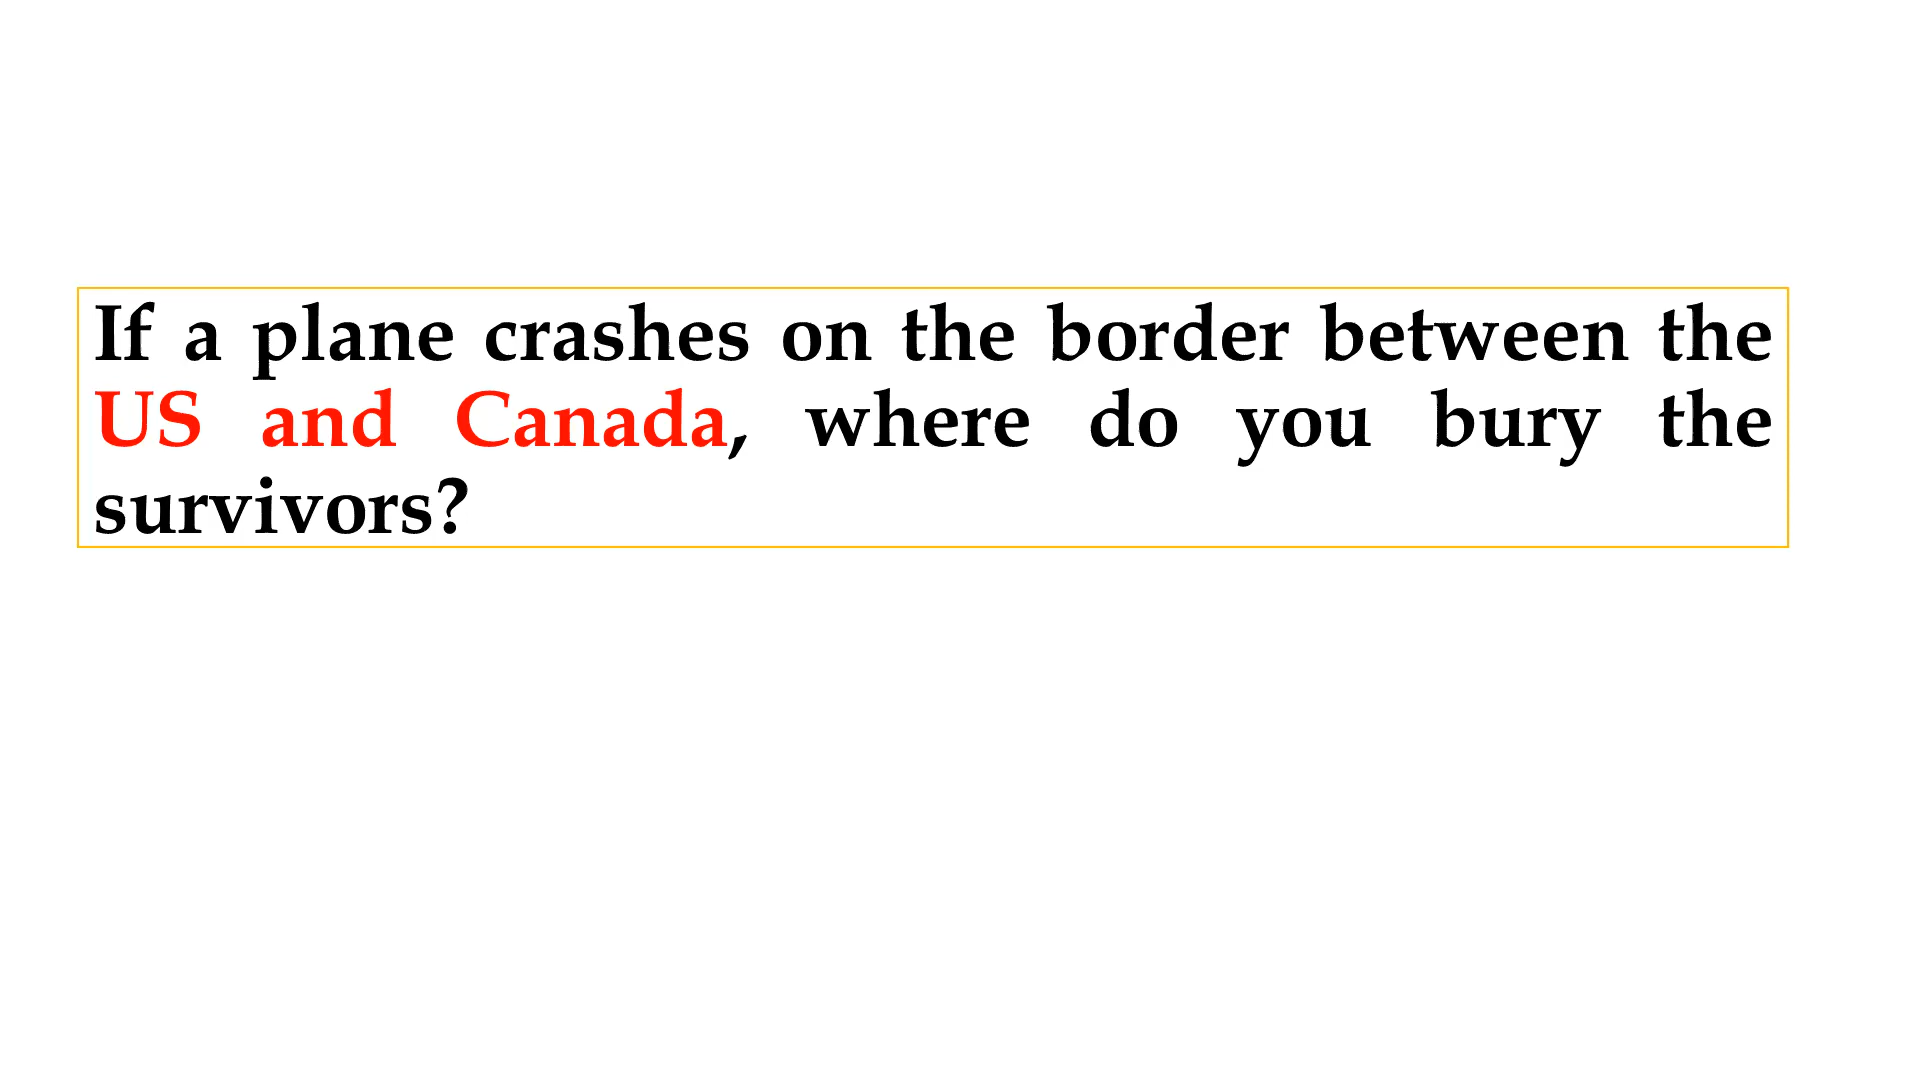 If a plane crashes on the border between the
US and Canada, where do you bury the
survivors?